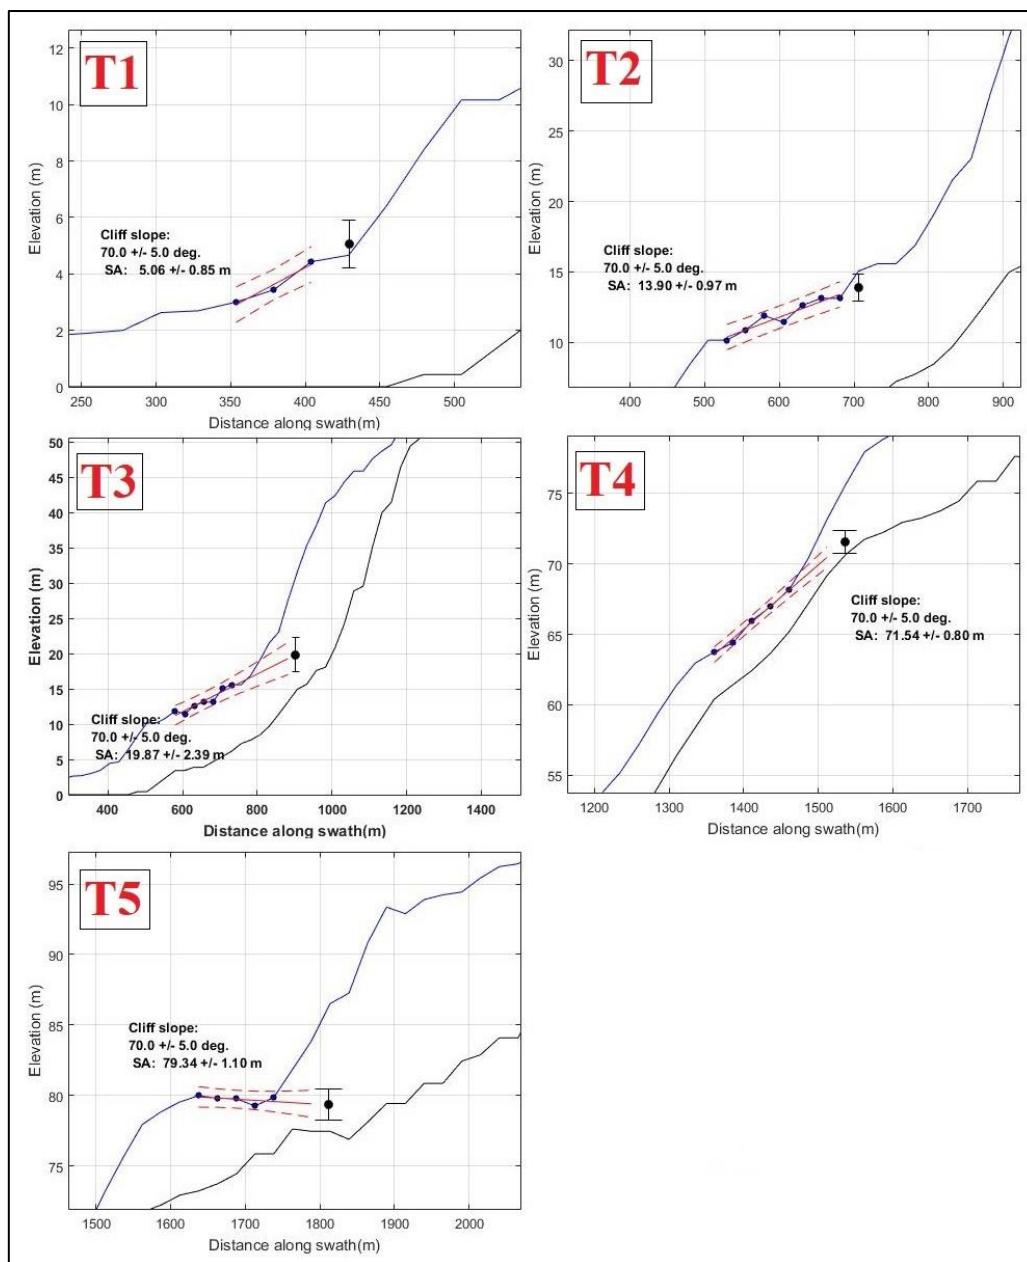 T1
12
10
8
6
4
2
0
Elevation (m)
Cliff slope:
70.0 +/- 5.0 deg.
SA: 5.06 +/- 0.85 m
250 300 350 400 450 500
Distance along swath(m)
T2
30
25
20
15
10
Elevation (m)
Cliff slope:
70.0 +/- 5.0 deg.
SA: 13.90 +/- 0.97 m
400 500 600 700 800 900
T3
50
45
40
35
30
25
20
15
10
5
0
Elevation (m)
Cliff slope:
70.0 +/- 5.0 deg.
SA: 19.87 +/- 2.39 m
400 600 800 1000 1200 1400
Distance along swath(m)
T4
75
70
65
60
55
Elevation (m)
Cliff slope:
70.0 +/- 5.0 deg.
SA: 71.54 +/- 0.80 m
1200 1300 1400 1500 1600 1700
Distance along swath(m)
T5
95
90
85
80
75
Elevation (m)
Cliff slope:
70.0 +/- 5.0 deg.
SA: 79.34 +/- 1.10 m
1500 1600 1700 1800 1900 2000
Distance along swath(m)